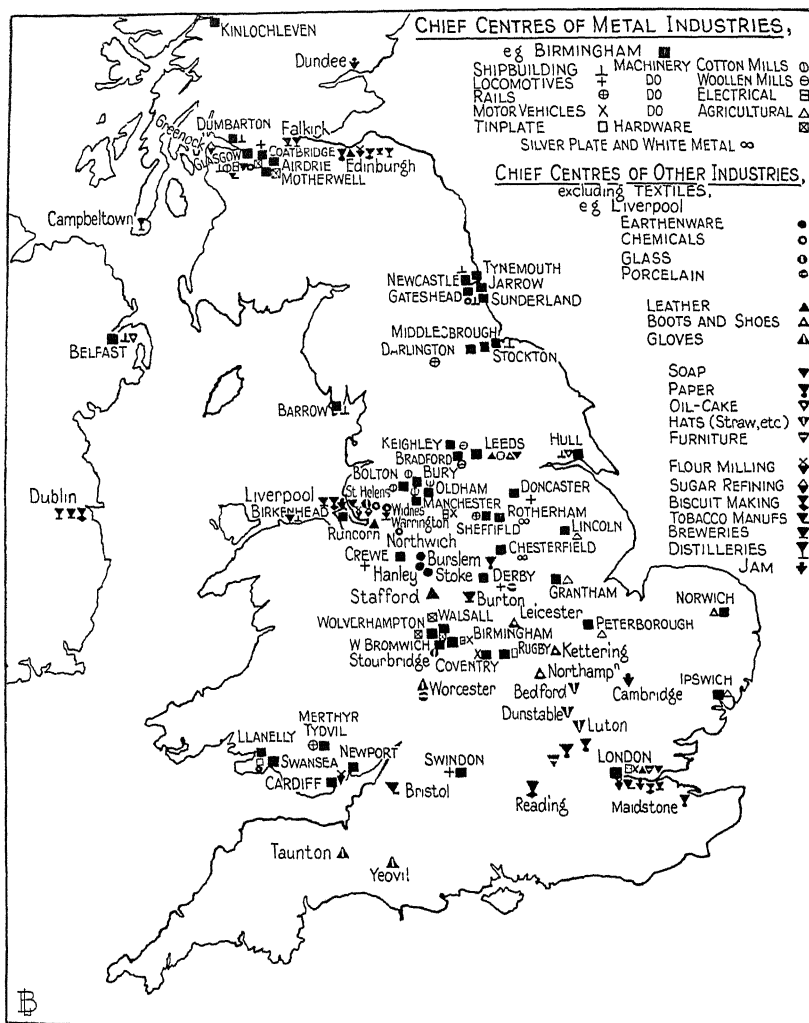 CHIEF CENTRES OF METAL INDUSTRIES,
eg BIRMINGHAM
SHIPBUILDING MACHINERY COTTON MILLS
LOCOMOTIVES DO WOOLLEN MILLS
RAILS DO ELECTRICAL
MOTOR VEHICLES DO AGRICULTURAL
TINPLATE HARDWARE
SILVER PLATE AND WHITE METAL
CHIEF CENTRES OF OTHER INDUSTRIES,
excluding TEXTILES,
eg Liverpool
EARTHENWARE
CHEMICALS
GLASS
PORCELAIN
LEATHER
BOOTS AND SHOES
GLOVES
SOAP
PAPER
OIL-CAKE
HATS (Straw, etc)
FURNITURE
FLOUR MILLING
SUGAR REFINING
BISCUIT MAKING
TOBACCO MANUFS
BREWERIES
DISTILLERIES
JAM
KINLOCHLEVEN
Dundee
DUMBARTON
Falkirk
Greenock
GLASGOW
COATBRIDGE
Edinburgh
AIRDRIE
MOTHERWELL
Campbeltown
TYNEMOUTH
NEWCASTLE
JARROW
GATESHEAD
SUNDERLAND
MIDDLESBROUGH
BELFAST
DARLINGTON
STOCKTON
BARROW
KEIGHLEY
LEEDS
HULL
BRADFORD
BOLTON
BURY
Dublin
Liverpool
St Helens
OLDHAM
DONCASTER
BIRKENHEAD
Widnes
MANCHESTER
ROTHERHAM
Runcorn
Warrington
SHEFFIELD
LINCOLN
Northwich
CREWE
Burslem
CHESTERFIELD
Hanley
Stoke
DERBY
GRANTHAM
Stafford
Burton
NORWICH
WOLVERHAMPTON
WALSALL
Leicester
PETERBOROUGH
W BROMWICH
BIRMINGHAM
RUGBY
Kettering
Stourbridge
COVENTRY
Northampn
Worcester
Bedford
Cambridge
IPSWICH
Dunstable
MERTHYR
TYDVIL
Luton
LLANELLY
SWANSEA
NEWPORT
SWINDON
LONDON
CARDIFF
Bristol
Reading
Maidstone
Taunton
Yeovil